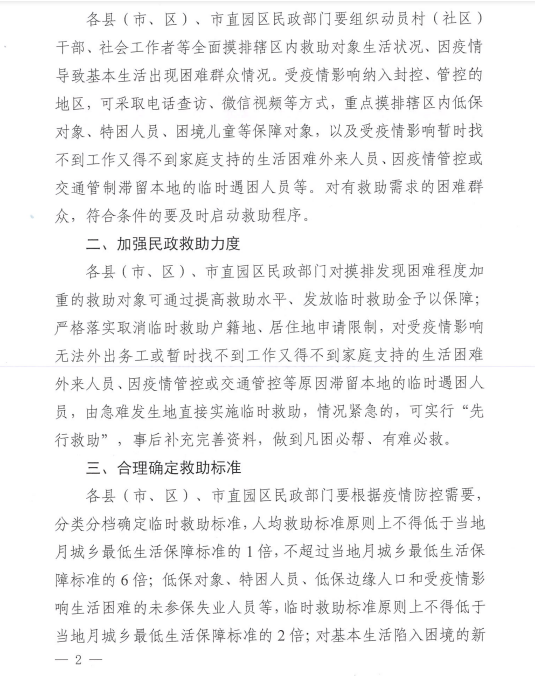 各县（市、区）、市直园区民政部门要组织动员村（社区）
干部、社会工作者等全面摸排辖区内救助对象生活状况、因疫情
导致基本生活出现困难群众情况。受疫情影响纳入封控、管控的
地区，可采取电话查访、微信视频等方式，重点摸排辖区内低保
对象、特困人员、困境儿童等保障对象，以及受疫情影响暂时找
不到工作又得不到家庭支持的生活困难外来人员、因疫情管控或
交通管制滞留本地的临时遇困人员等。对有救助需求的困难群
众，符合条件的要及时启动救助程序。
二、加强民政救助力度
各县（市、区）、市直园区民政部门对摸排发现困难程度加
重的救助对象可通过提高救助水平、发放临时救助金予以保障；
严格落实取消临时救助户籍地、居住地申请限制，对受疫情影响
无法外出务工或暂时找不到工作又得不到家庭支持的生活困难
外来人员、因疫情管控或交通管控等原因滞留本地的临时遇困人
员，由急难发生地直接实施临时救助，情况紧急的，可实行“先
行救助”，事后补充完善资料，做到凡困必帮、有难必救。
三、合理确定救助标准
各县（市、区）、市直园区民政部门要根据疫情防控需要，
分类分档确定临时救助标准，人均救助标准原则上不得低于当地
月城乡最低生活保障标准的 1 倍，不超过当地月城乡最低生活保
障标准的 6 倍；低保对象、特困人员、低保边缘人口和受疫情影
响生活困难的未参保失业人员等，临时救助标准原则上不得低于
当地月城乡最低生活保障标准的 2 倍；对基本生活陷入困境的新
— 2 —